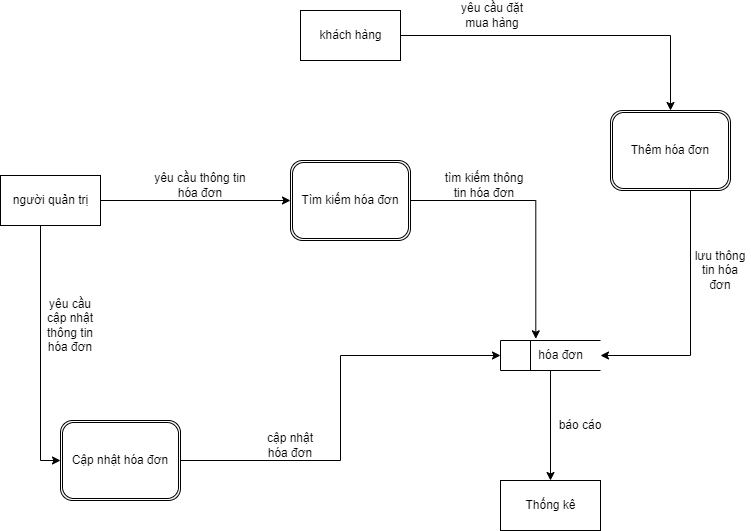 yêu cầu đặt
mua hàng
khách hàng
Thêm hóa đơn
yêu cầu thông tin
hóa đơn
tìm kiếm thông
tin hóa đơn
người quản trị
Tìm kiếm hóa đơn
lưu thông
tin hóa
đơn
yêu cầu
cập nhật
thông tin
hóa đơn
hóa đơn
báo cáo
cập nhật
hóa đơn
Cập nhật hóa đơn
Thống kê